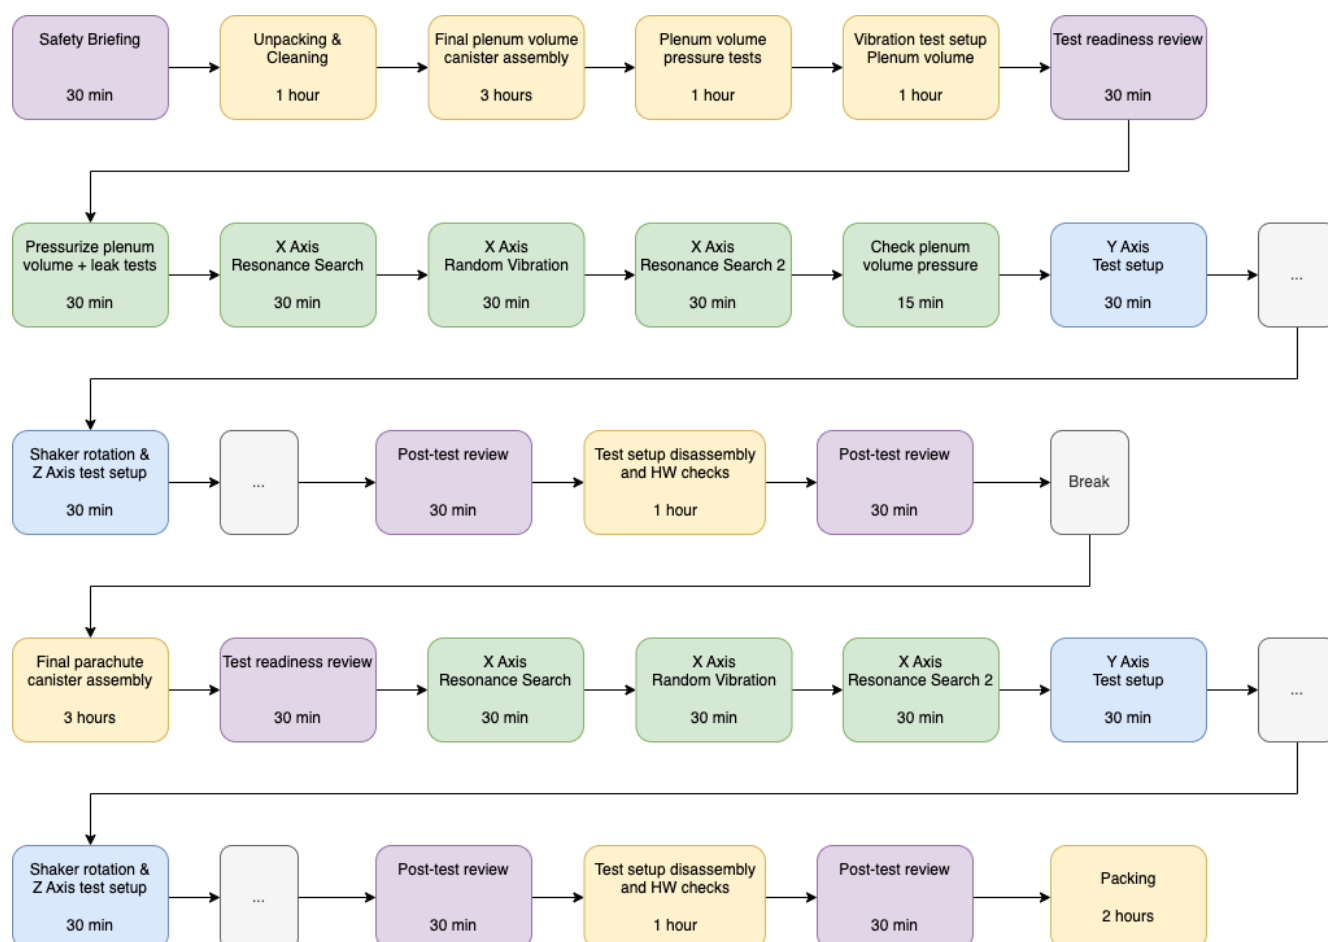 Safety Briefing
30 min
Unpacking &
Cleaning
1 hour
Final plenum volume
canister assembly
3 hours
Plenum volume
pressure tests
1 hour
Vibration test setup
Plenum volume
1 hour
Test readiness review
30 min
Pressurize plenum
volume + leak tests
30 min
X Axis
Resonance Search
30 min
X Axis
Random Vibration
30 min
X Axis
Resonance Search 2
30 min
Check plenum
volume pressure
15 min
Y Axis
Test setup
30 min
...
Shaker rotation &
Z Axis test setup
30 min
...
Post-test review
30 min
Test setup disassembly
and HW checks
1 hour
Post-test review
30 min
Break
Final parachute
canister assembly
3 hours
Test readiness review
30 min
X Axis
Resonance Search
30 min
X Axis
Random Vibration
30 min
X Axis
Resonance Search 2
30 min
Y Axis
Test setup
30 min
...
Shaker rotation &
Z Axis test setup
30 min
...
Post-test review
30 min
Test setup disassembly
and HW checks
1 hour
Post-test review
30 min
Packing
2 hours